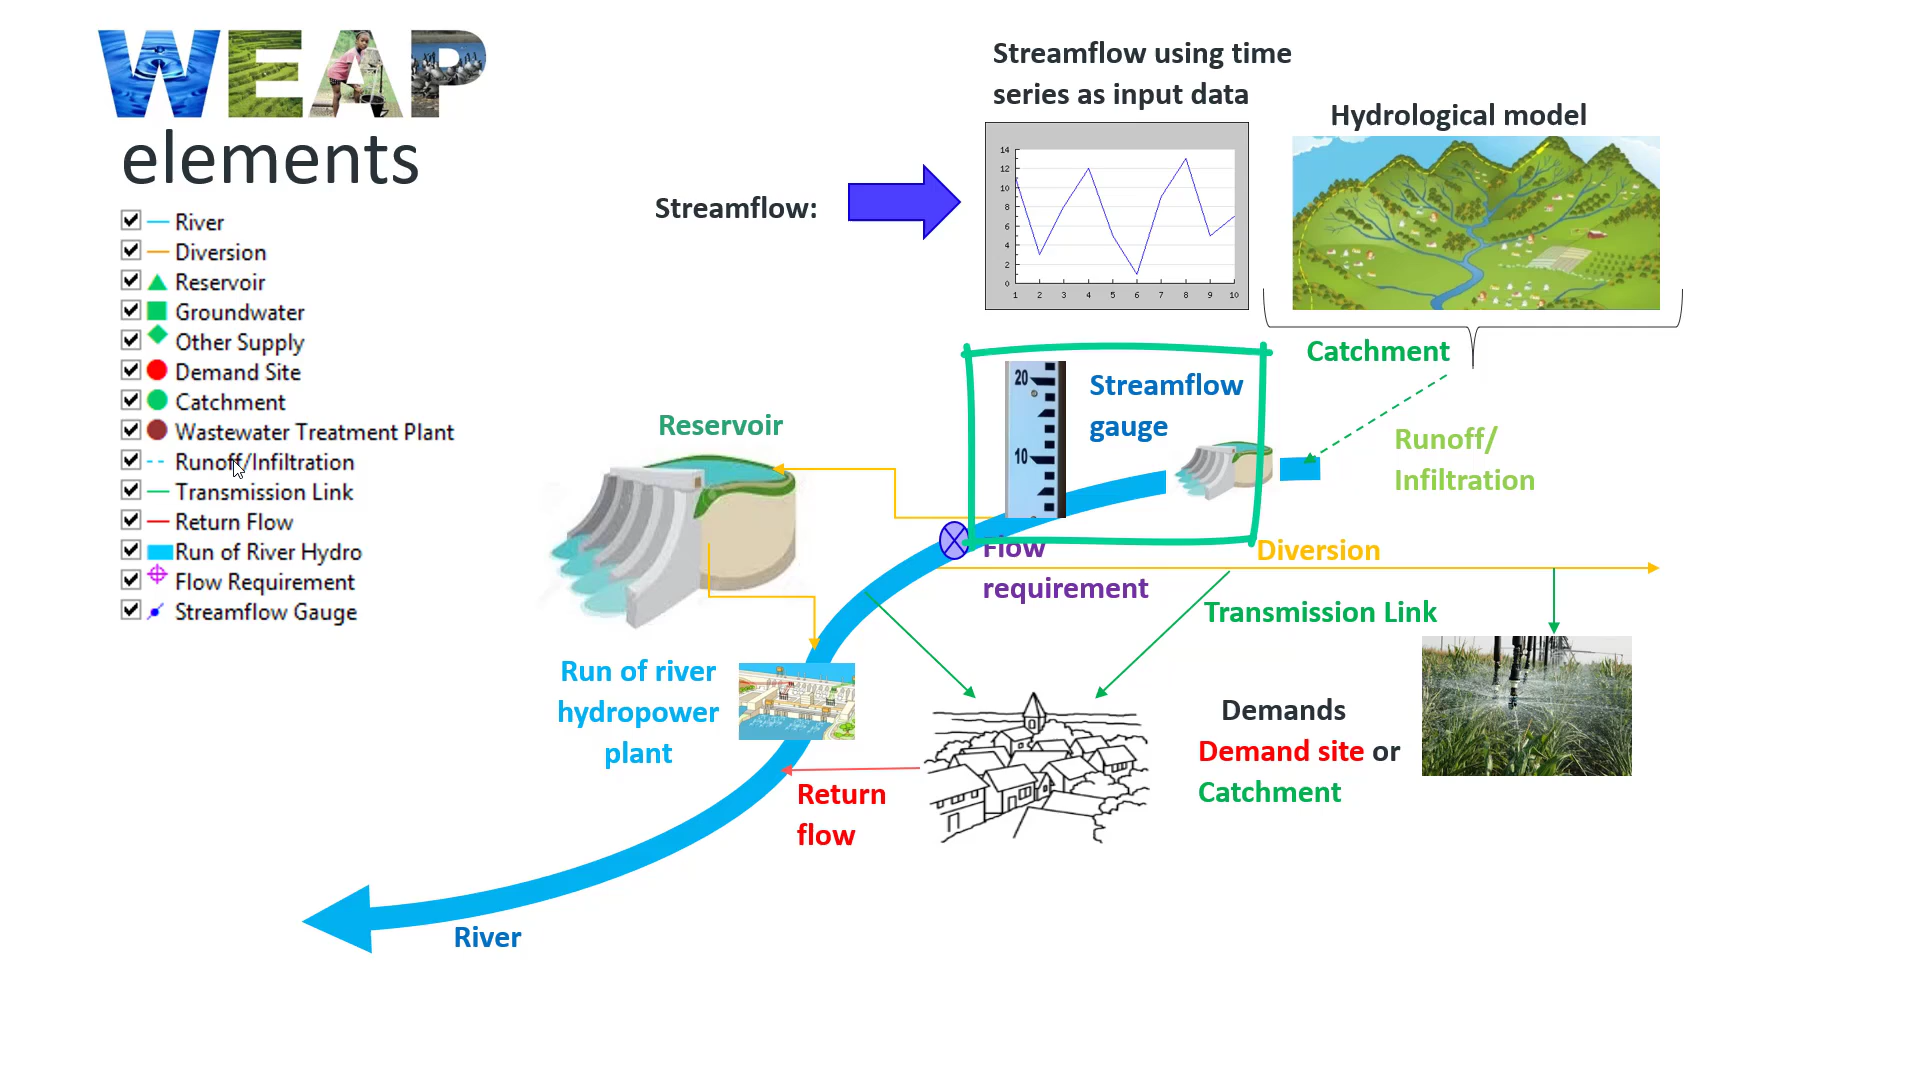 WEAP
elements
River
Diversion
Reservoir
Groundwater
Other Supply
Demand Site
Catchment
Wastewater Treatment Plant
Runoff/Infiltration
Transmission Link
Return Flow
Run of River Hydro
Flow Requirement
Streamflow Gauge
Streamflow:
Streamflow using time
series as input data
14
12
10
8
6
4
2
0
1 2 3 4 5 6 7 8 9 10
Hydrological model
Catchment
Runoff/
Infiltration
20
10
Streamflow
gauge
Reservoir
Flow
requirement
Diversion
Transmission Link
Run of river
hydropower
plant
Demands
Demand site or
Catchment
Return
flow
River